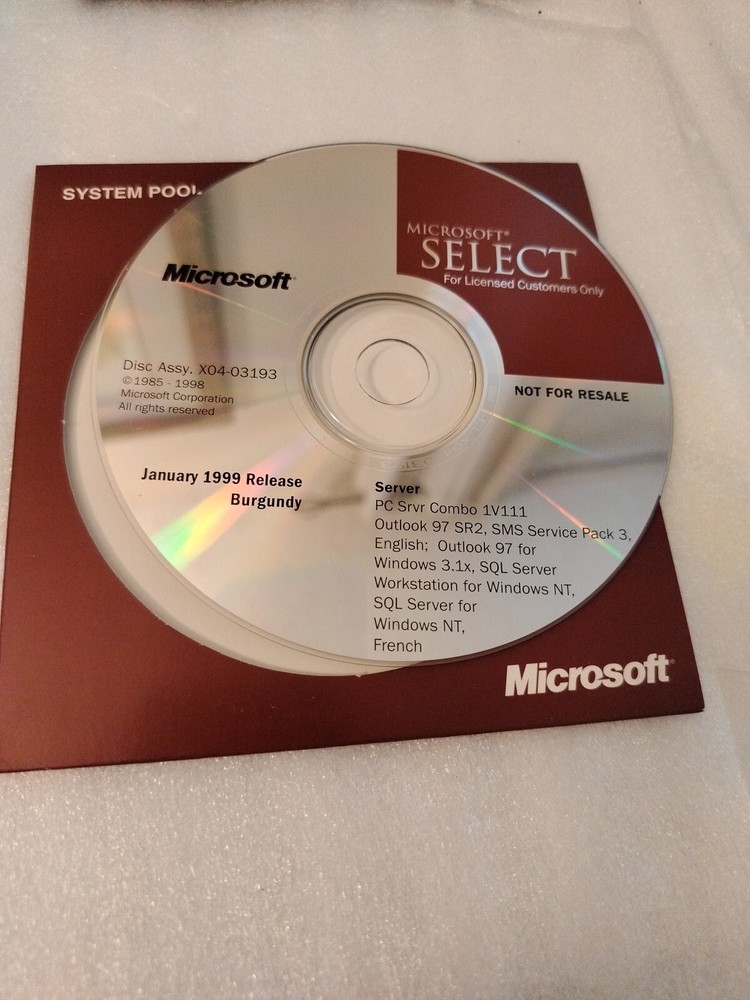 SYSTEM POOL
MICROSOFT®
SELECT
For Licensed Customers Only
Microsoft
Disc Assy. X04-03193
©1985 - 1998
Microsoft Corporation
All rights reserved
NOT FOR RESALE
January 1999 Release
Burgundy
Server
PC Srvr Combo 1V111
Outlook 97 SR2, SMS Service Pack 3,
English; Outlook 97 for
Windows 3.1x, SQL Server
Workstation for Windows NT,
SQL Server for
Windows NT,
French
Microsoft